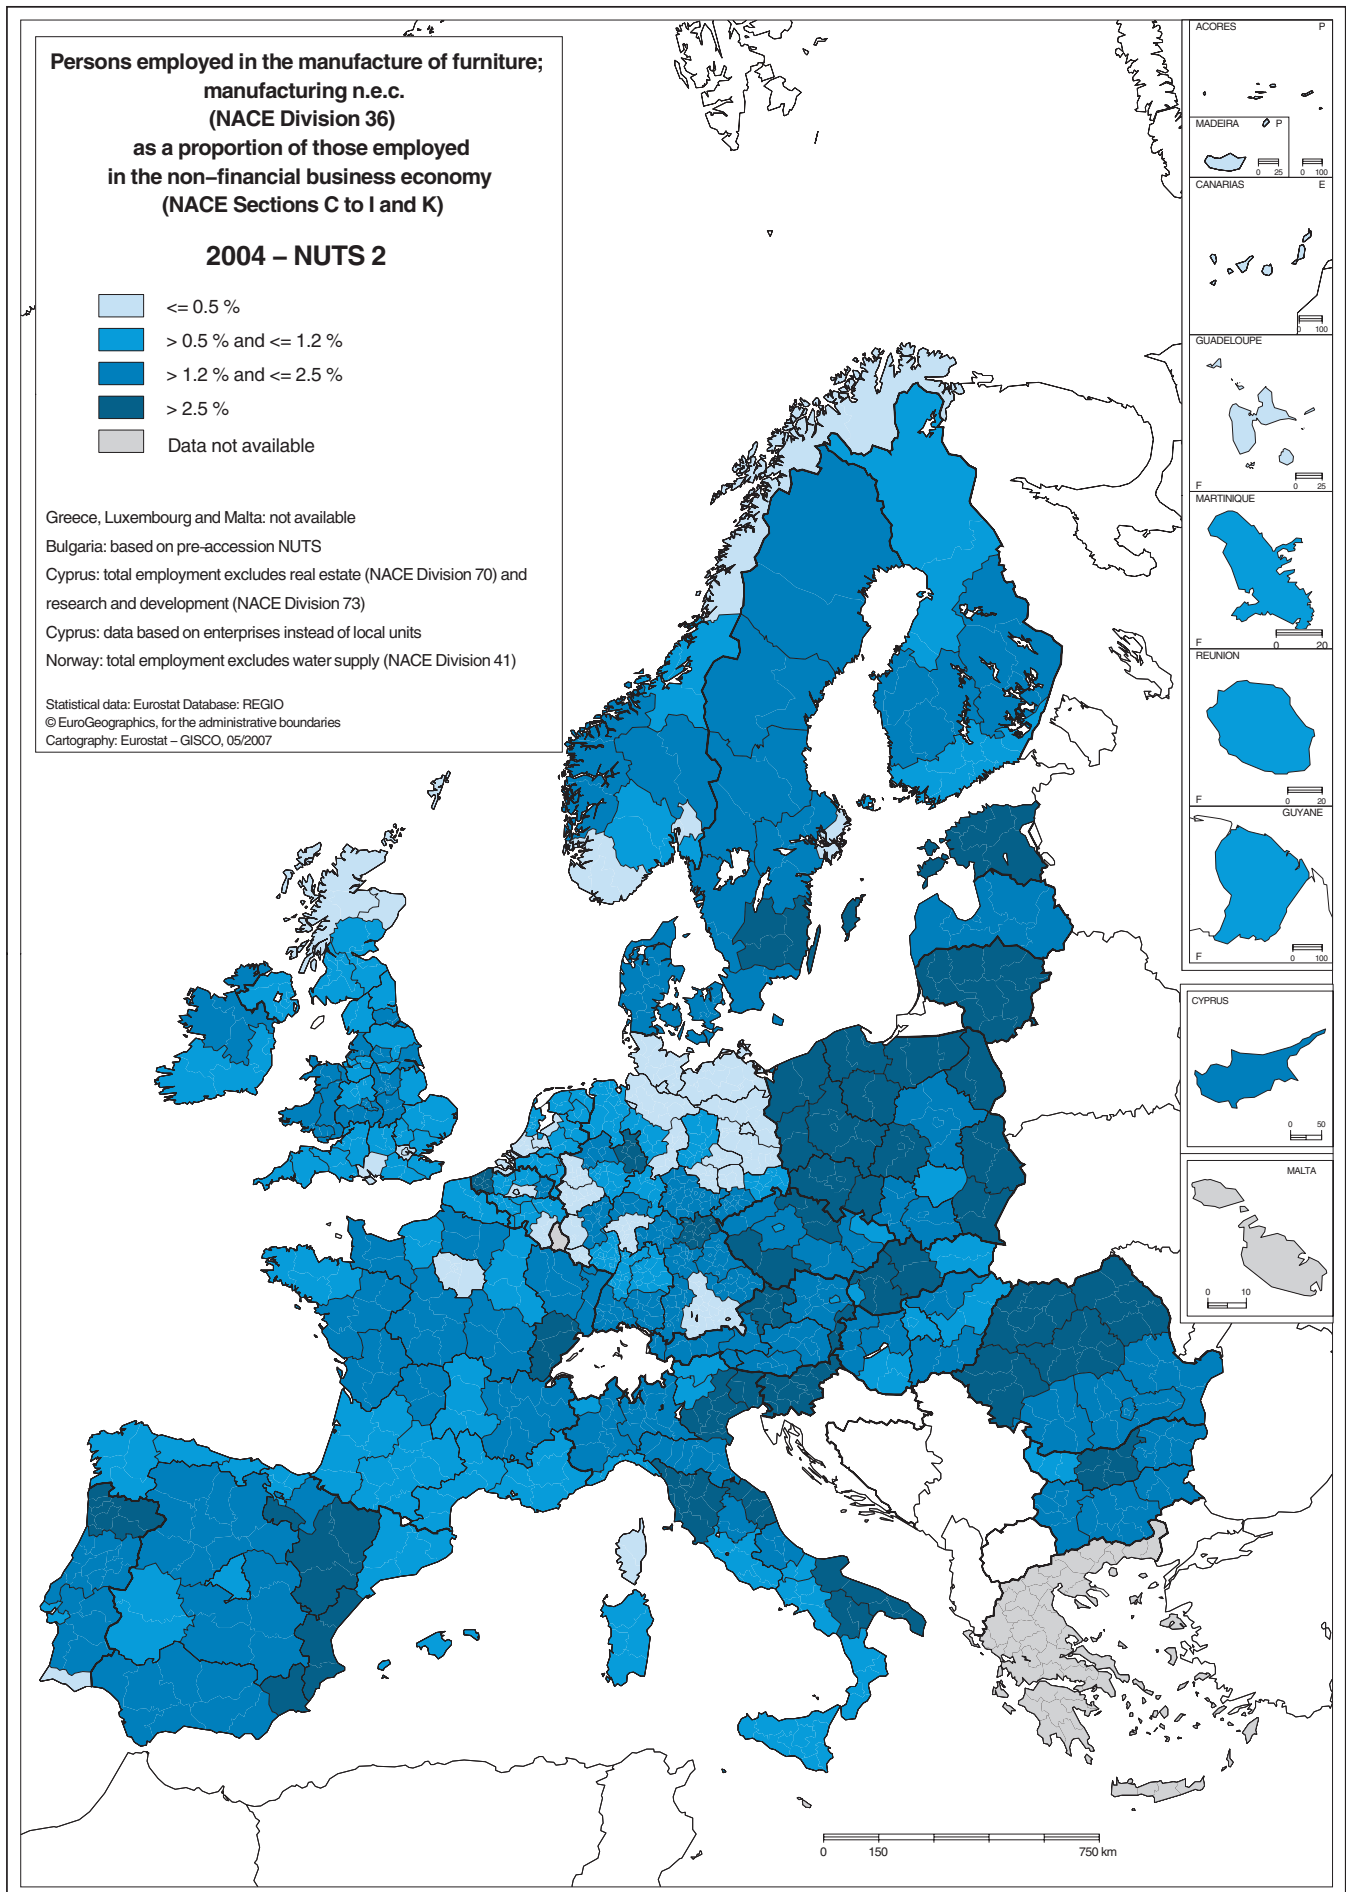 Persons employed in the manufacture of furniture;
manufacturing n.e.c.
(NACE Division 36)
as a proportion of those employed
in the non–financial business economy
(NACE Sections C to I and K)
2004 – NUTS 2
<= 0.5 %
> 0.5 % and <= 1.2 %
> 1.2 % and <= 2.5 %
> 2.5 %
Data not available
Greece, Luxembourg and Malta: not available
Bulgaria: based on pre-accession NUTS
Cyprus: total employment excludes real estate (NACE Division 70) and
research and development (NACE Division 73)
Cyprus: data based on enterprises instead of local units
Norway: total employment excludes water supply (NACE Division 41)
Statistical data: Eurostat Database: REGIO
© EuroGeographics, for the administrative boundaries
Cartography: Eurostat – GISCO, 05/2007
ACORES P
MADEIRA P
0 25 0 100
CANARIAS E
0 100
GUADELOUPE
F 0 25
MARTINIQUE
F 0 20
REUNION
F 0 20
GUYANE
F 0 100
CYPRUS
0 50
MALTA
0 10
0 150 750 km